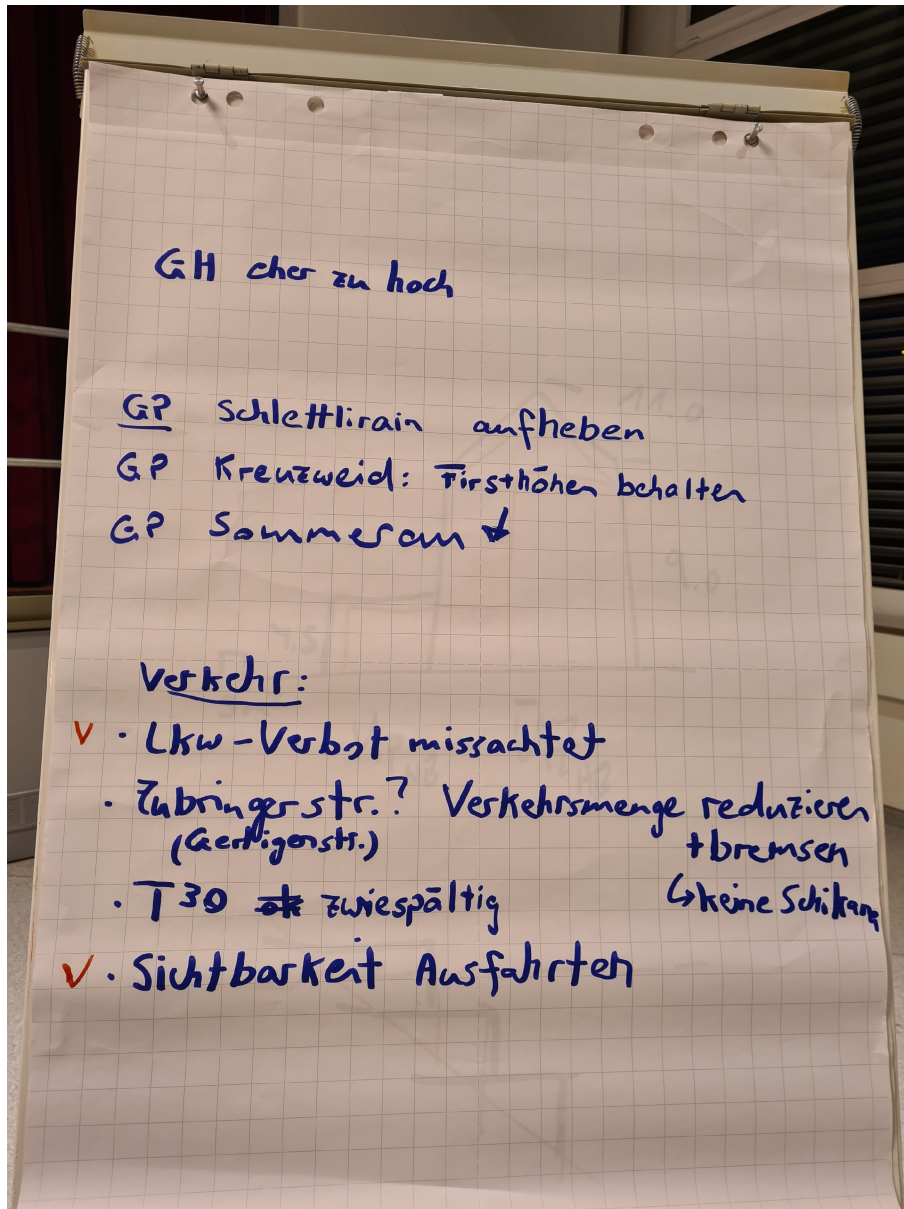 GH eher zu hoch
GP Schlettlirain aufheben
GP Kreuzweid: Firsthöhen behalten
GP Sommerau ↓
Verkehr:
V · Lkw-Verbot missachtet
· Zubringerstr.? Verkehrsmenge reduzieren
(Gerligenstr.) + bremsen
· T30 ok zwiespältig ↳ keine Schikane
V · Sichtbarkeit Ausfahrten